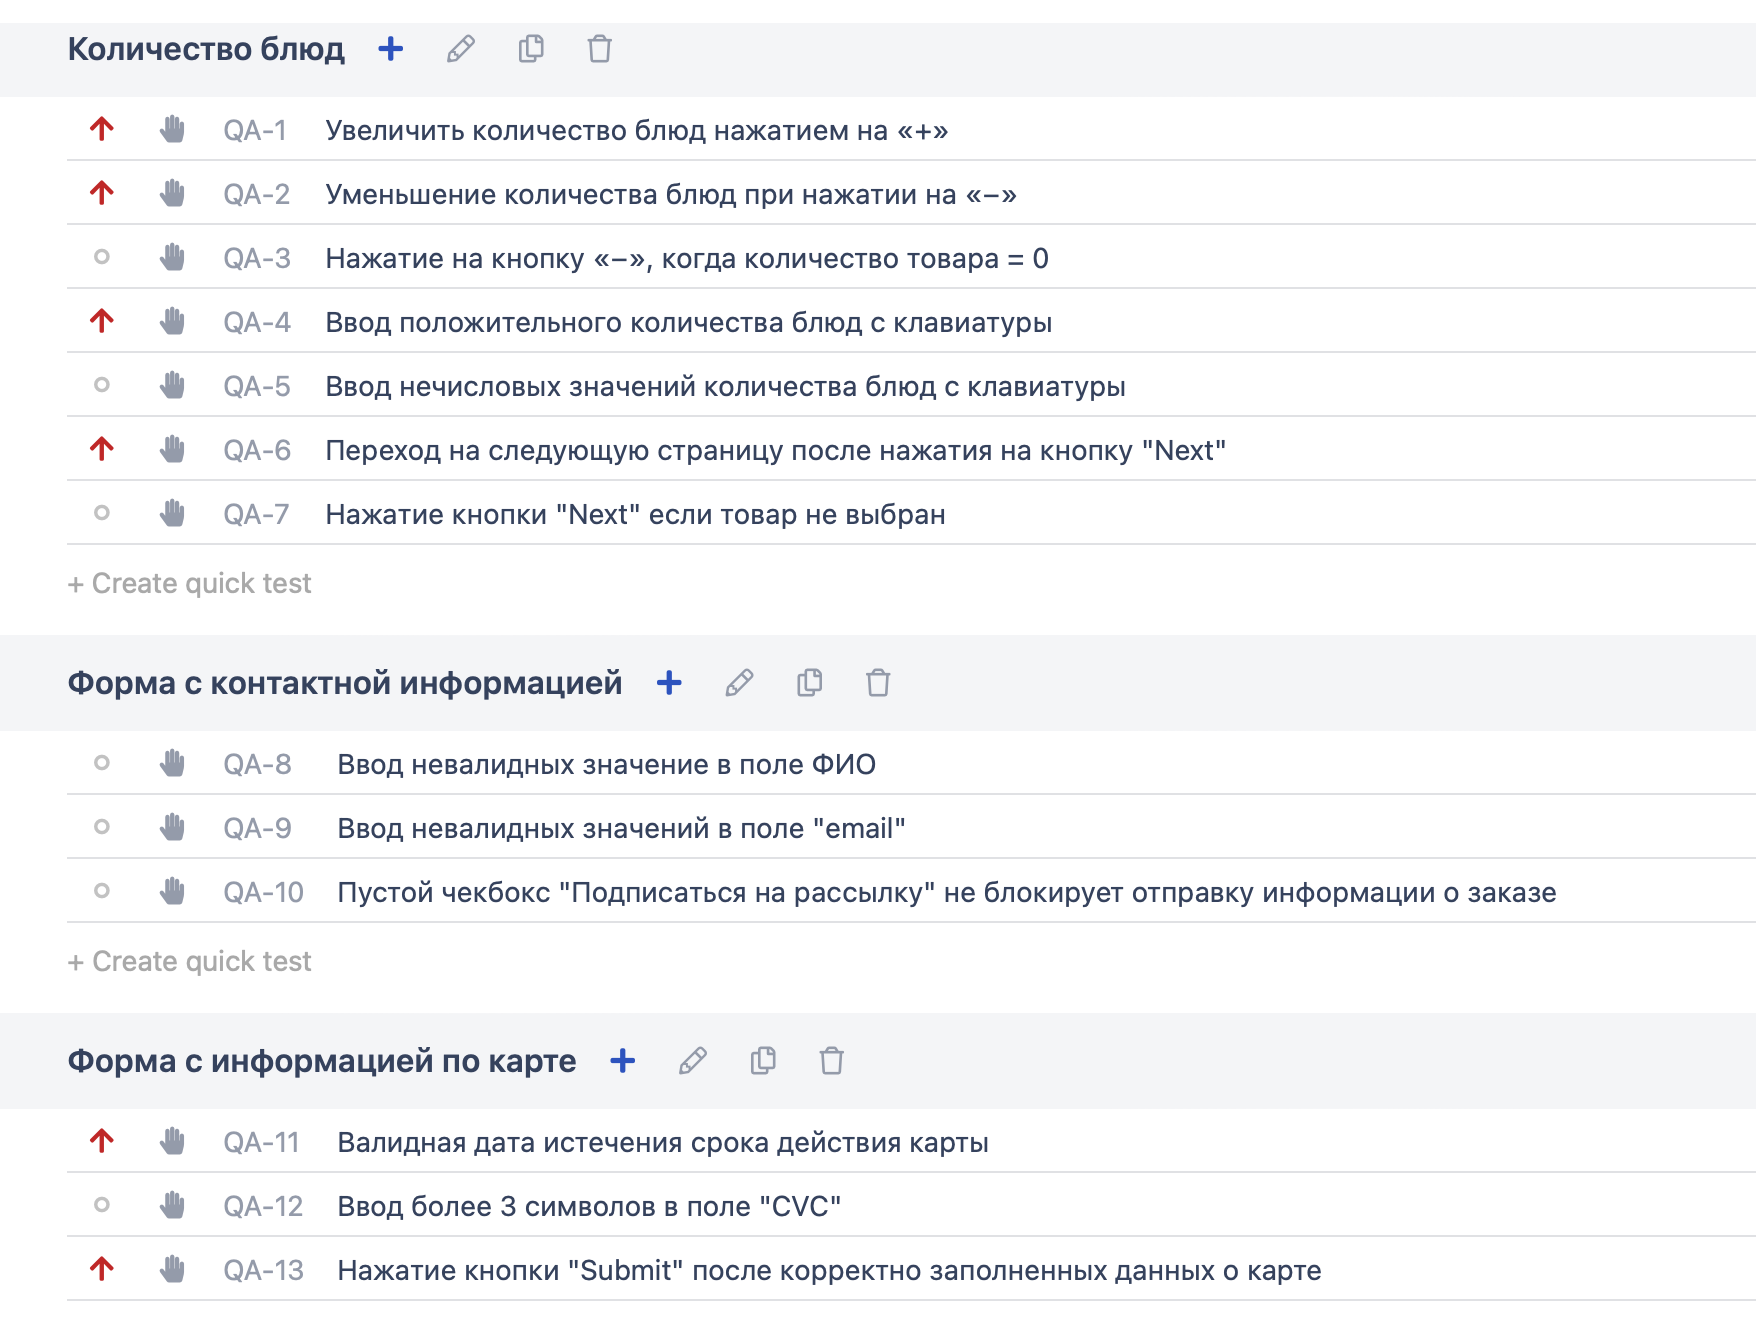 Количество блюд
QA-1 Увеличить количество блюд нажатием на «+»
QA-2 Уменьшение количества блюд при нажатии на «–»
QA-3 Нажатие на кнопку «–», когда количество товара = 0
QA-4 Ввод положительного количества блюд с клавиатуры
QA-5 Ввод нечисловых значений количества блюд с клавиатуры
QA-6 Переход на следующую страницу после нажатия на кнопку "Next"
QA-7 Нажатие кнопки "Next" если товар не выбран
+ Create quick test
Форма с контактной информацией
QA-8 Ввод невалидных значение в поле ФИО
QA-9 Ввод невалидных значений в поле "email"
QA-10 Пустой чекбокс "Подписаться на рассылку" не блокирует отправку информации о заказе
+ Create quick test
Форма с информацией по карте
QA-11 Валидная дата истечения срока действия карты
QA-12 Ввод более 3 символов в поле "CVC"
QA-13 Нажатие кнопки "Submit" после корректно заполненных данных о карте